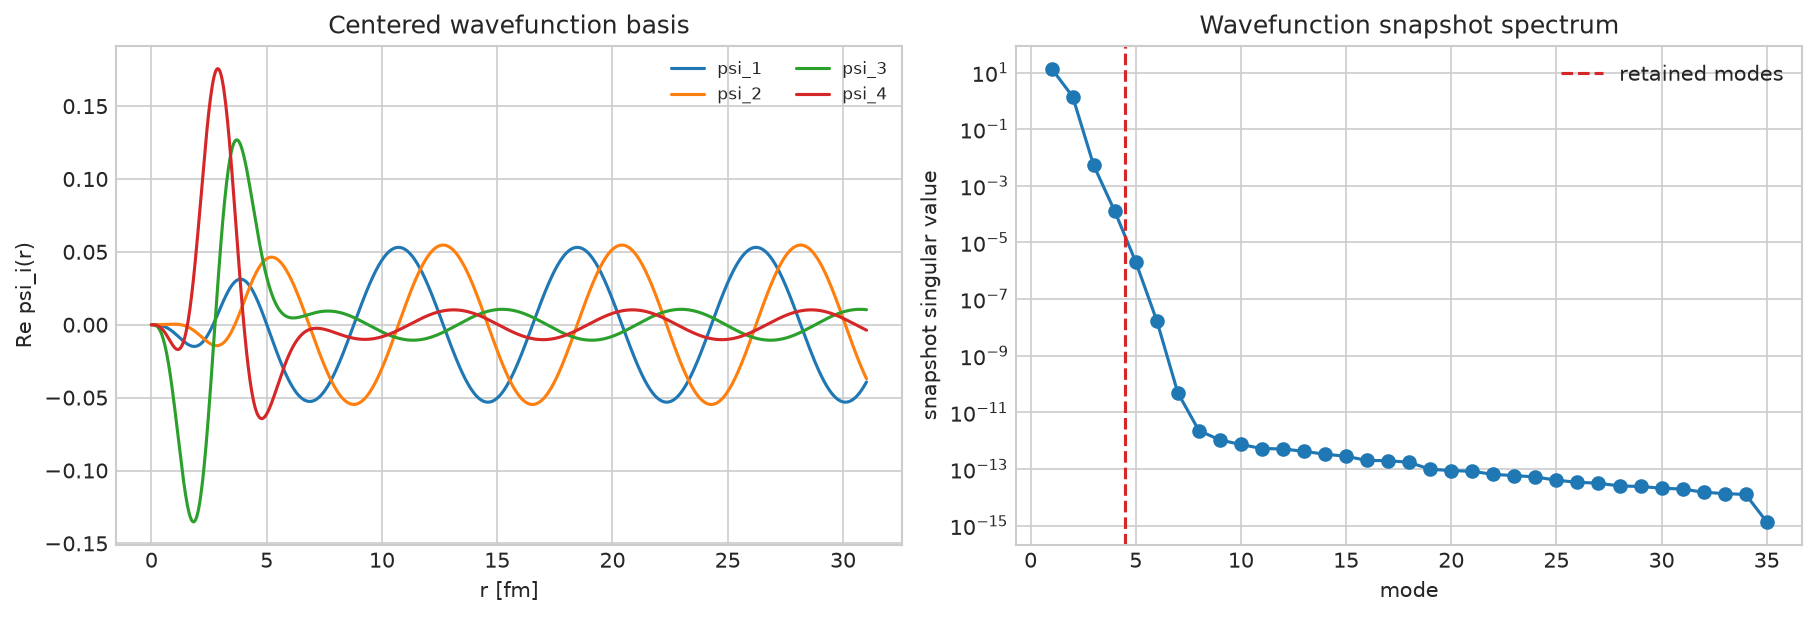 Centered wavefunction basis
Re psi_i(r)
0.15
0.10
0.05
0.00
−0.05
−0.10
−0.15
psi_1
psi_2
psi_3
psi_4
0 5 10 15 20 25 30
r [fm]
Wavefunction snapshot spectrum
snapshot singular value
10^1
10^−1
10^−3
10^−5
10^−7
10^−9
10^−11
10^−13
10^−15
retained modes
0 5 10 15 20 25 30 35
mode